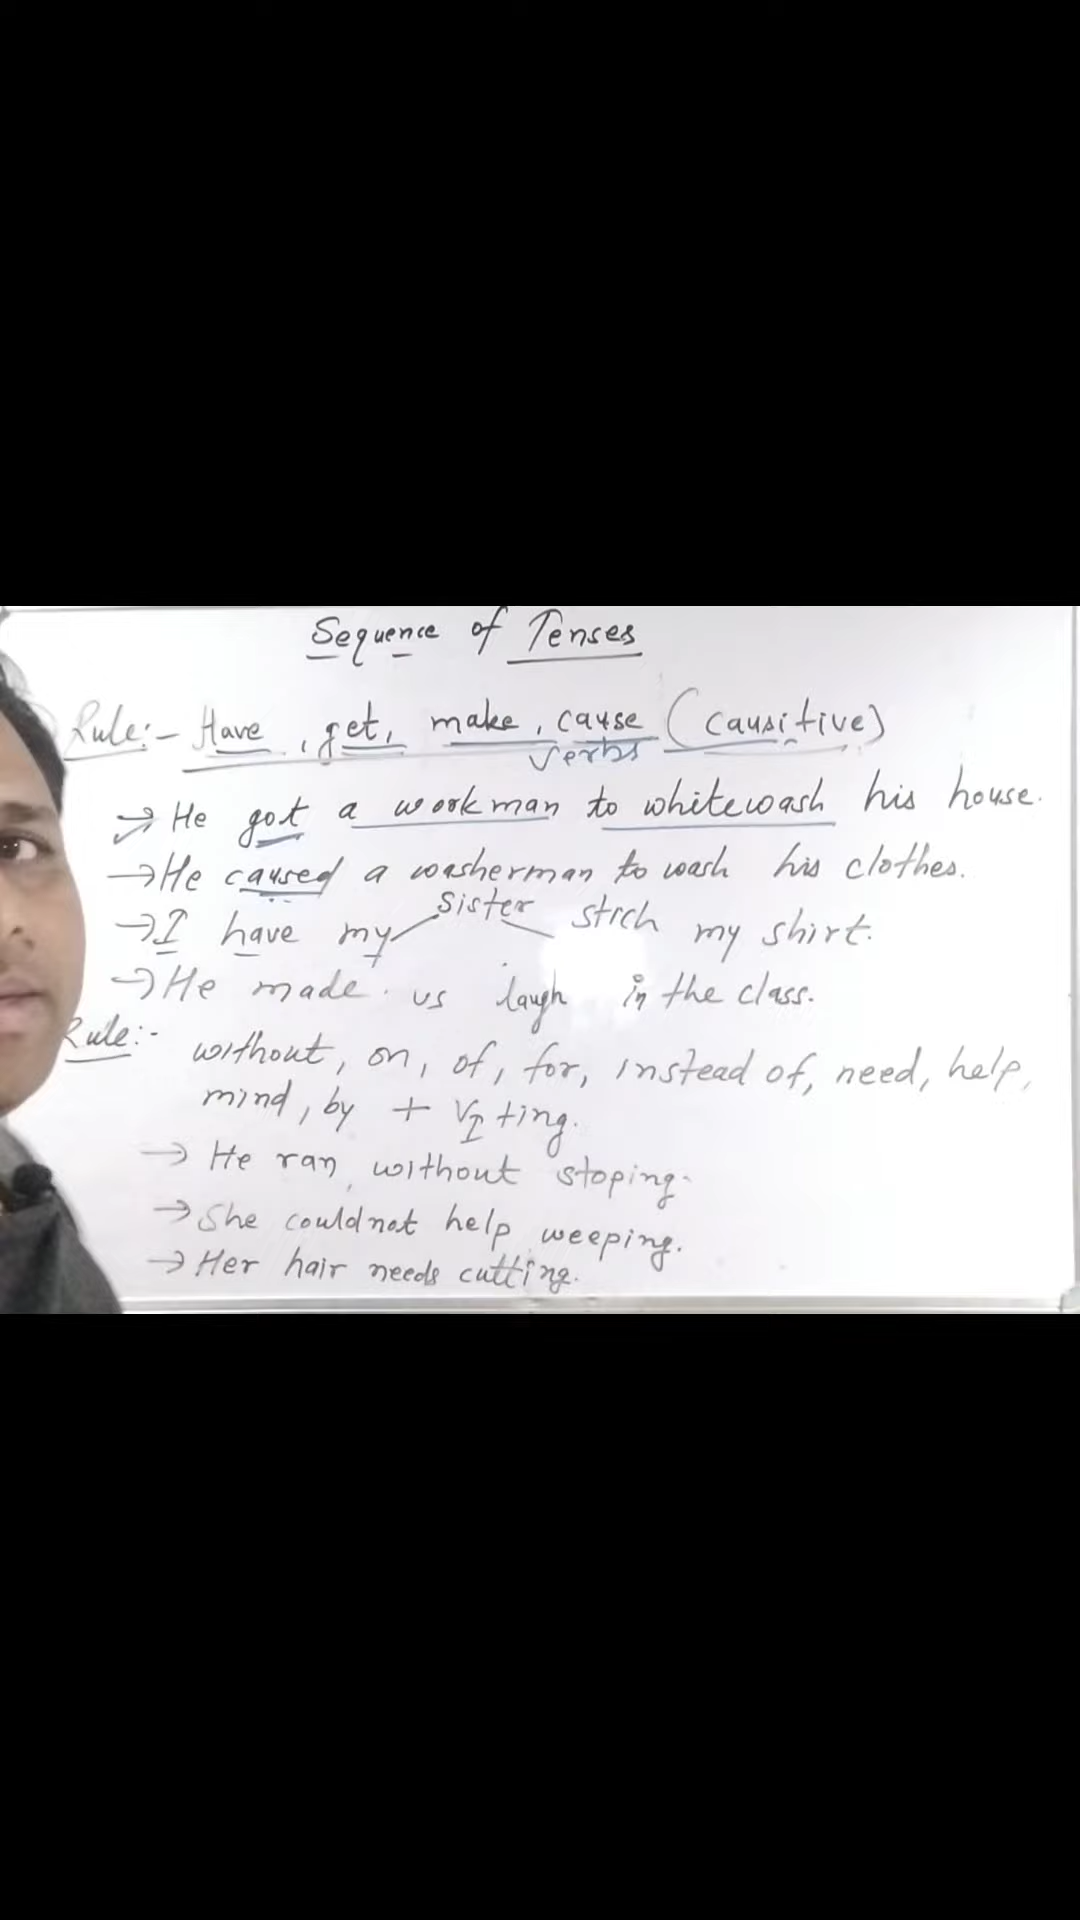 Sequence of Tenses
Rule:- Have, get, make, cause (causitive)
verbs
→ He got a workman to whitewash his house.
→ He caused a washerman to wash his clothes.
→ I have my sister stich my shirt.
→ He made us laugh in the class.
Rule:-
without, on, of, for, instead of, need, help,
mind, by + V1 + ing.
→ He ran without stoping.
→ She could not help weeping.
→ Her hair needs cutting.